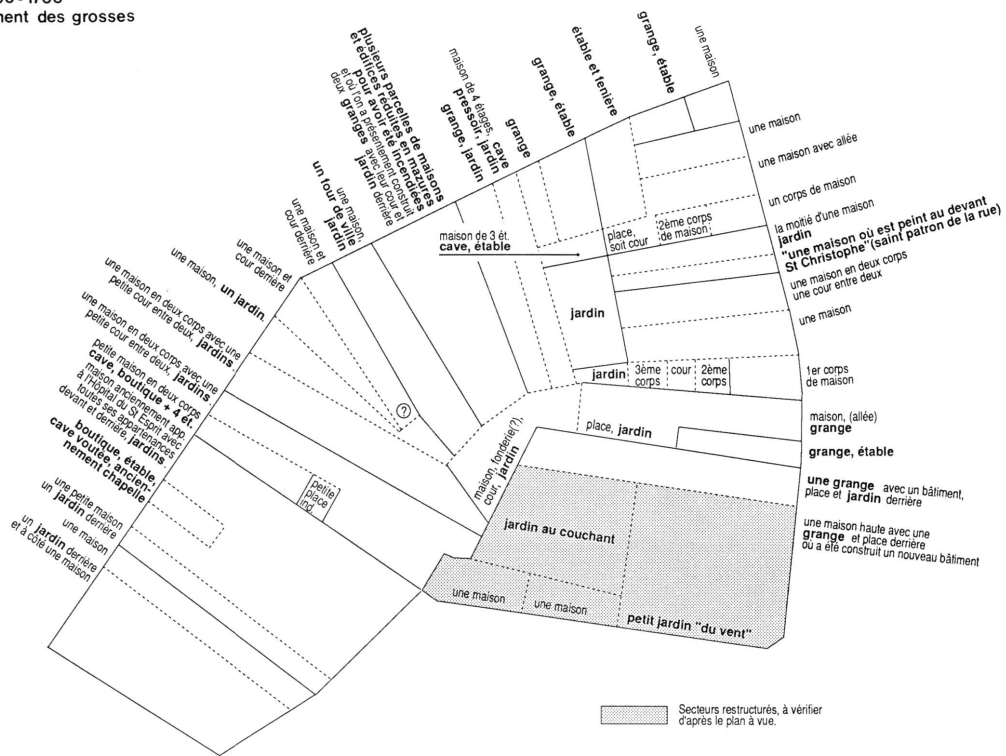 ment des grosses
une maison et
cour derrière
une maison,
un four de ville
jardin
plusieurs parcelles de maisons
et édifices réduites en mazures
pour avoir été incendiées
et où l'on a présentement construit
deux granges avec leur cour et
jardin derrière
grange, jardin
maison de 4 étages, cave
pressoir, jardin
grange
grange, étable
étable et fenière
grange, étable
une maison
une maison
une maison avec allée
un corps de maison
la moitié d'une maison
jardin
"une maison où est peint au devant
St Christophe" (saint patron de la rue)
une maison en deux corps
une cour entre deux
une maison
1er corps
de maison
maison, (allée)
grange
grange, étable
une grange avec un bâtiment,
place et jardin derrière
une maison haute avec une
grange et place derrière
où a été construit un nouveau bâtiment
une maison et
cour derrière
une maison, un jardin.
une maison en deux corps avec une
petite cour entre deux, jardins
une maison en deux corps avec une
petite cour entre deux, jardins
petite maison en deux corps
cave, boutique + 4 ét.
maison anciennement app.
à l'Hôpital du St Esprit avec
toutes ses appartenances
devant et derrière, jardins.
boutique, étable,
cave voutée, ancien-
nement chapelle
une petite maison
un jardin derrière
une maison
un jardin derrière
et à côté une maison
maison de 3 ét.
cave, étable
place,
soit cour
2ème corps
de maison
jardin
jardin
3ème
corps
cour
2ème
corps
place, jardin
(?)
maison, fonderie(?),
cour, jardin
petite
place
ind.
jardin au couchant
une maison
une maison
petit jardin "du vent"
Secteurs restructurés, à vérifier
d'après le plan à vue.